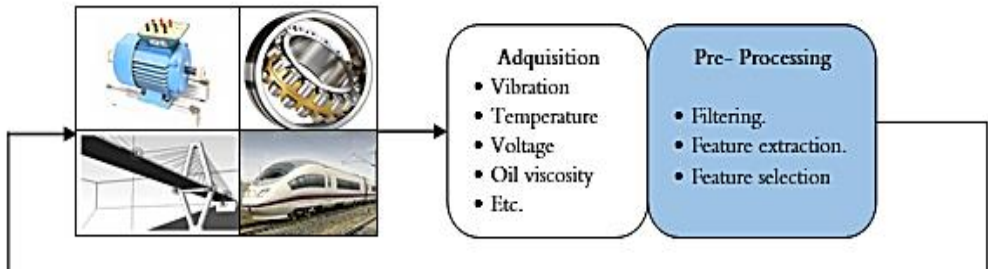 Adquisition
• Vibration
• Temperature
• Voltage
• Oil viscosity
• Etc.
Pre- Processing
• Filtering.
• Feature extraction.
• Feature selection